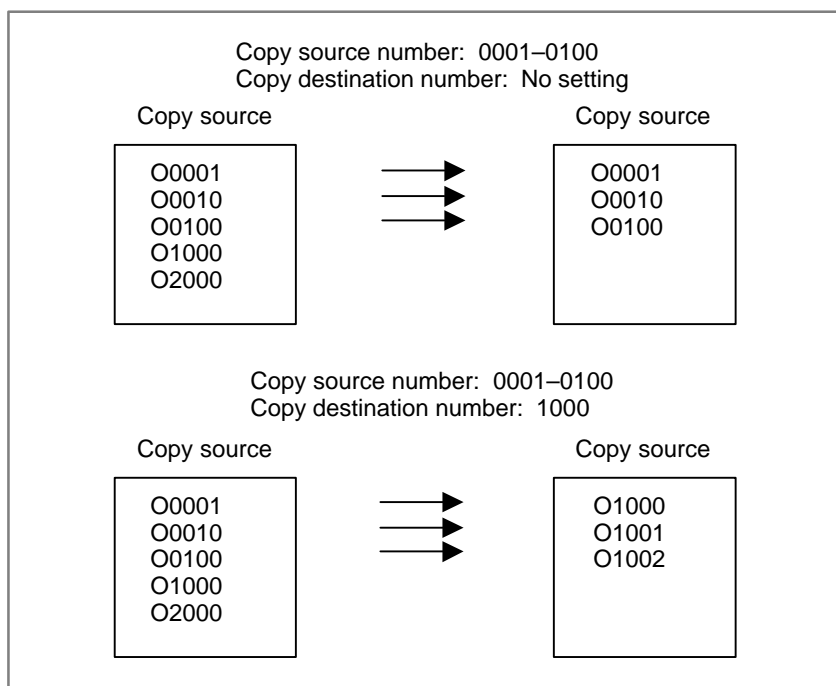 Copy source number: 0001–0100
Copy destination number: No setting
Copy source
Copy source
O0001
O0010
O0100
O1000
O2000
O0001
O0010
O0100
Copy source number: 0001–0100
Copy destination number: 1000
Copy source
Copy source
O0001
O0010
O0100
O1000
O2000
O1000
O1001
O1002